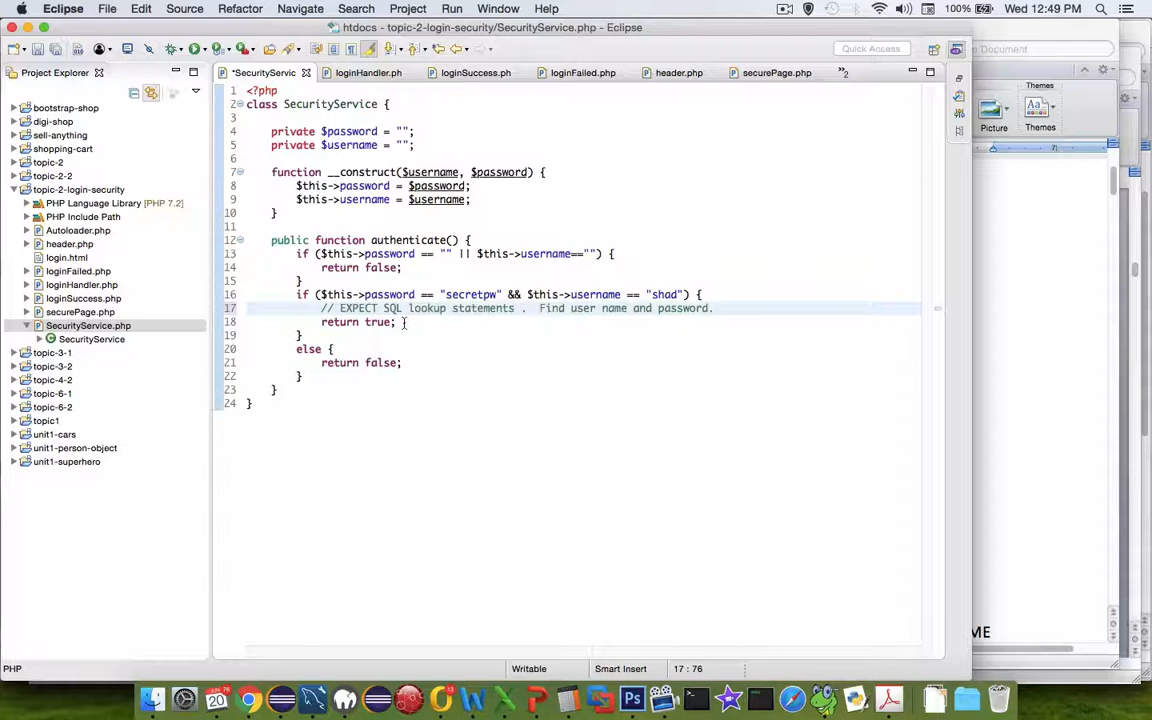 Eclipse File Edit Source Refactor Navigate Search Project Run Window Help 100% Wed 12:49 PM
htdocs - topic-2-login-security/SecurityService.php - Eclipse
Quick Access
Project Explorer
*SecurityServic loginHandler.ph loginSuccess.ph loginFailed.php header.php securePage.php »2
bootstrap-shop
digi-shop
sell-anything
shopping-cart
topic-2
topic-2-2
topic-2-login-security
PHP Language Library [PHP 7.2]
PHP Include Path
Autoloader.php
header.php
login.html
loginFailed.php
loginHandler.php
loginSuccess.php
securePage.php
SecurityService.php
SecurityService
topic-3-1
topic-3-2
topic-4-2
topic-6-1
topic-6-2
topic1
unit1-cars
unit1-person-object
unit1-superhero
1 <?php
2 class SecurityService {
3
4 private $password = "";
5 private $username = "";
6
7 function __construct($username, $password) {
8 $this->password = $password;
9 $this->username = $username;
10 }
11
12 public function authenticate() {
13 if ($this->password == "" || $this->username=="") {
14 return false;
15 }
16 if ($this->password == "secretpw" && $this->username == "shad") {
17 // EXPECT SQL lookup statements .  Find user name and password.
18 return true;
19 }
20 else {
21 return false;
22 }
23 }
24 }
Document
Themes
Picture Themes
7
ME
PHP Writable Smart Insert 17 : 76